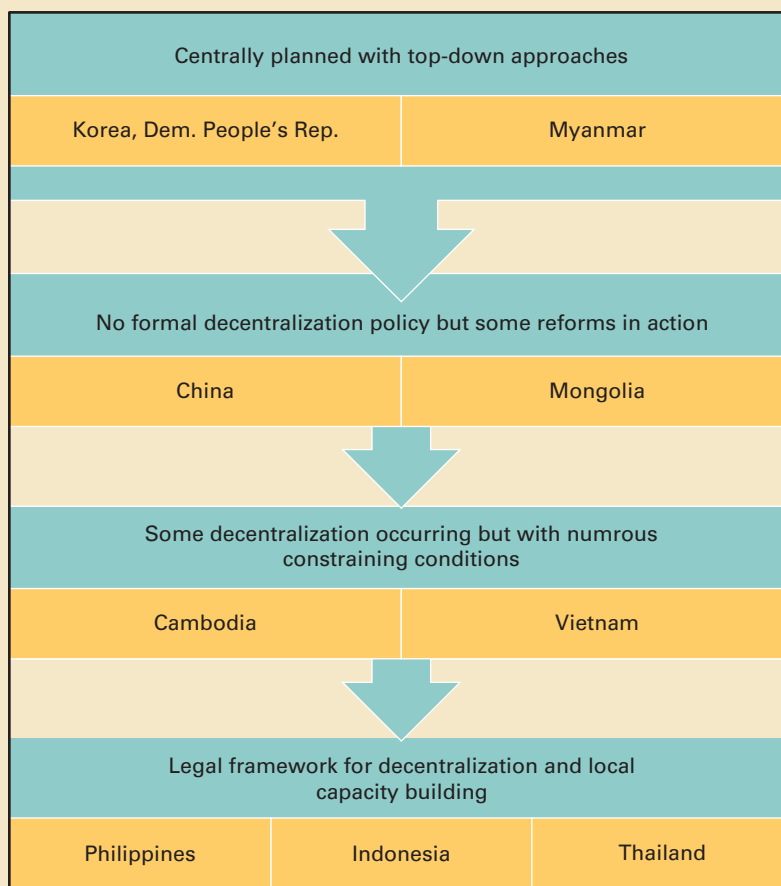 Centrally planned with top-down approaches
Korea, Dem. People's Rep.
Myanmar
No formal decentralization policy but some reforms in action
China
Mongolia
Some decentralization occurring but with numrous
constraining conditions
Cambodia
Vietnam
Legal framework for decentralization and local
capacity building
Philippines
Indonesia
Thailand